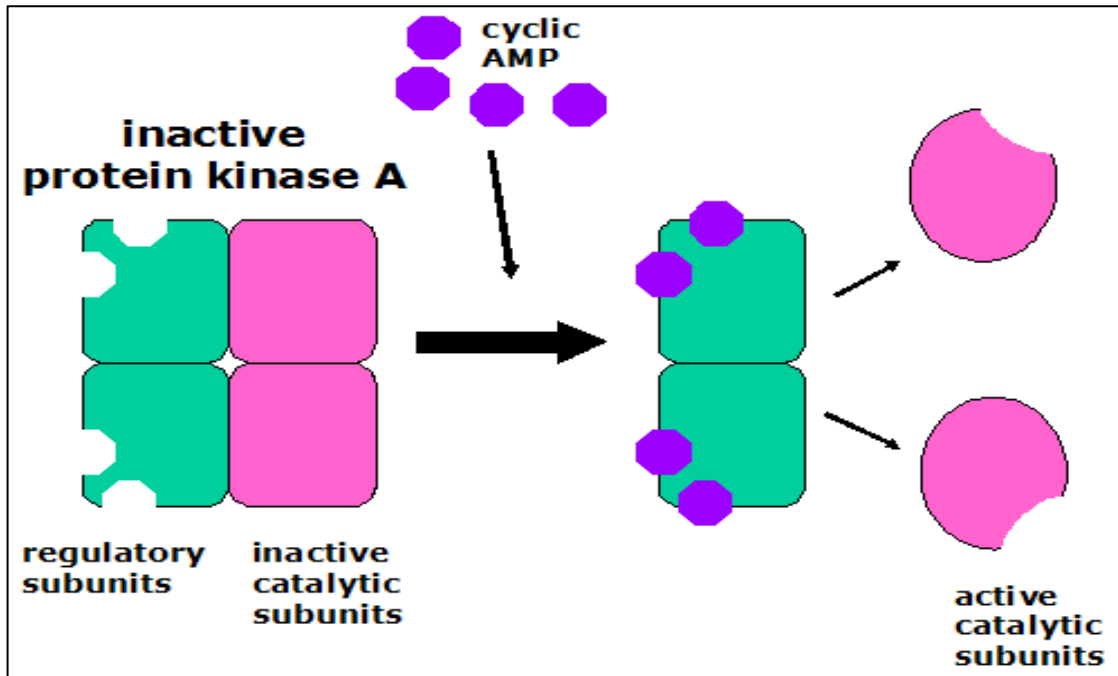 cyclic
AMP
inactive
protein kinase A
regulatory
subunits
inactive
catalytic
subunits
active
catalytic
subunits